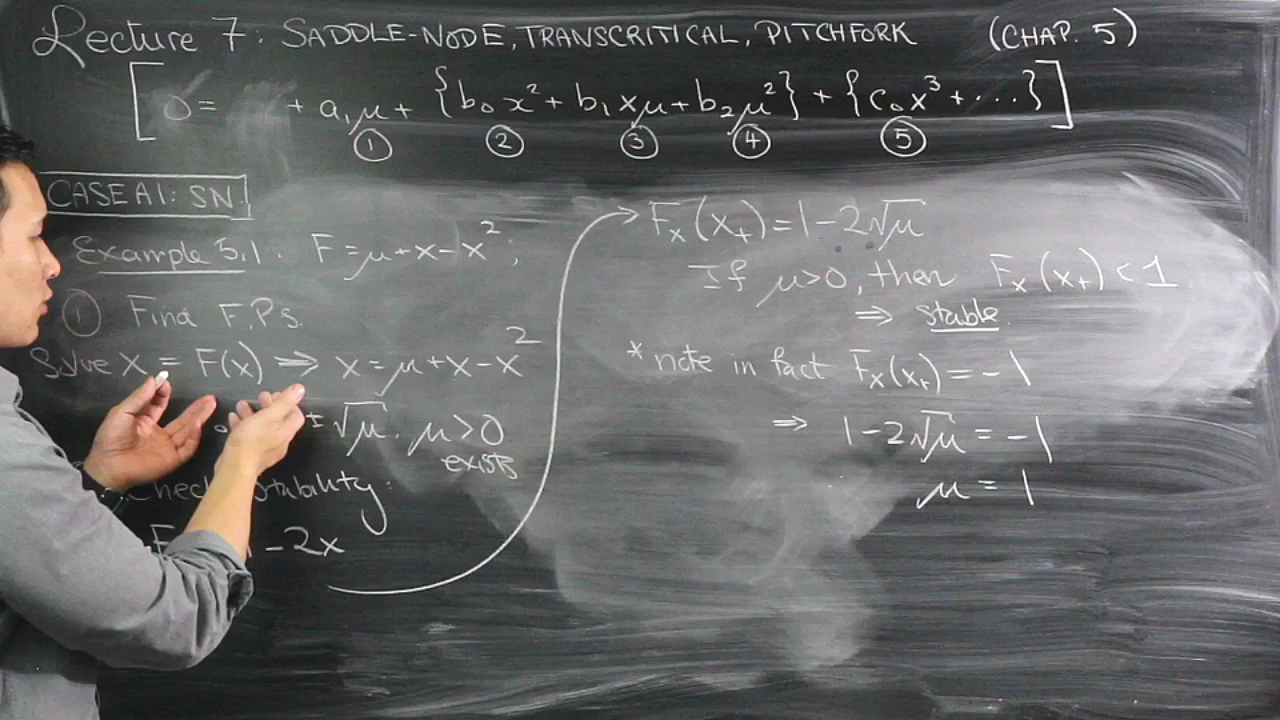 Lecture 7: SADDLE-NODE, TRANSCRITICAL, PITCHFORK (CHAP. 5)
[ 0 = + a₁μ + {b₀x² + b₁xμ + b₂μ²} + {c₀x³ + ...} ]
① ② ③ ④ ⑤
CASE A1: SN
Example 5.1. F = μ+x-x²;
① Find F.Ps.
Solve x = F(x) ⇒ x = μ+x-x²
± √μ. μ>0
exists
Check stability:
F - 2x
Fₓ(x₊) = 1-2√μ
If μ>0, then Fₓ(x₊) < 1.
⇒ stable.
* note in fact Fₓ(x₊) = -1
⇒ 1-2√μ = -1
μ = 1